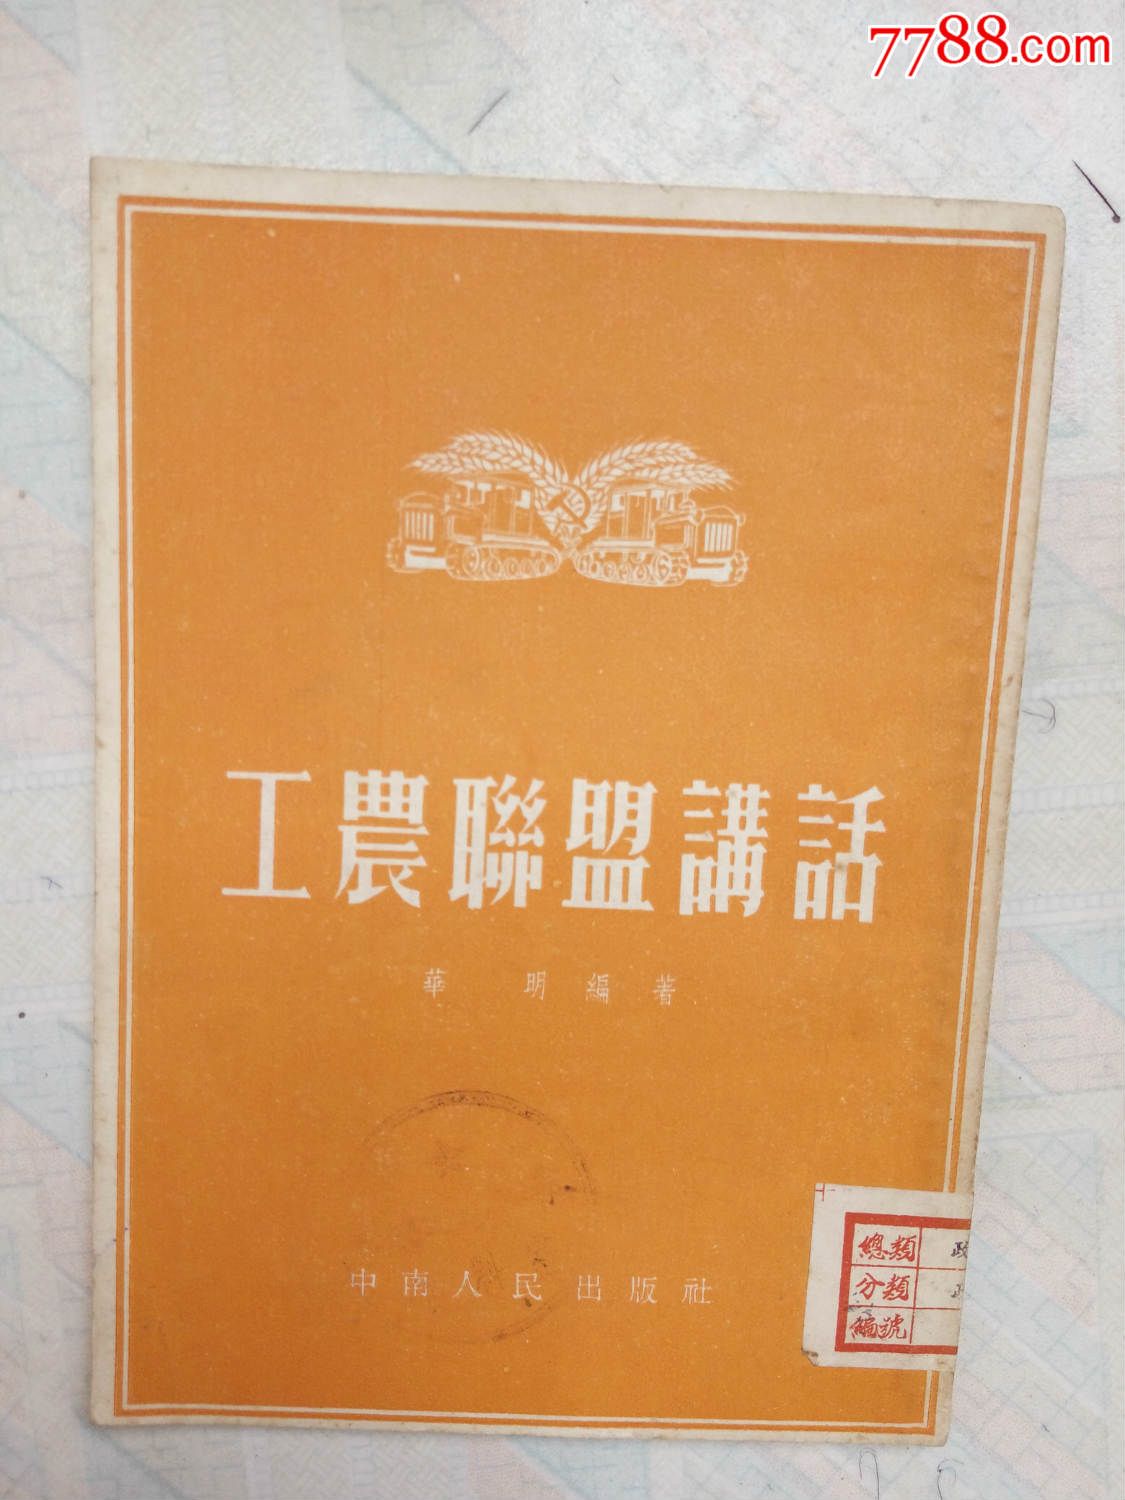 7788.com
工農聯盟講話
華 明 編 著
中南人民出版社
總類 政
分類
編號